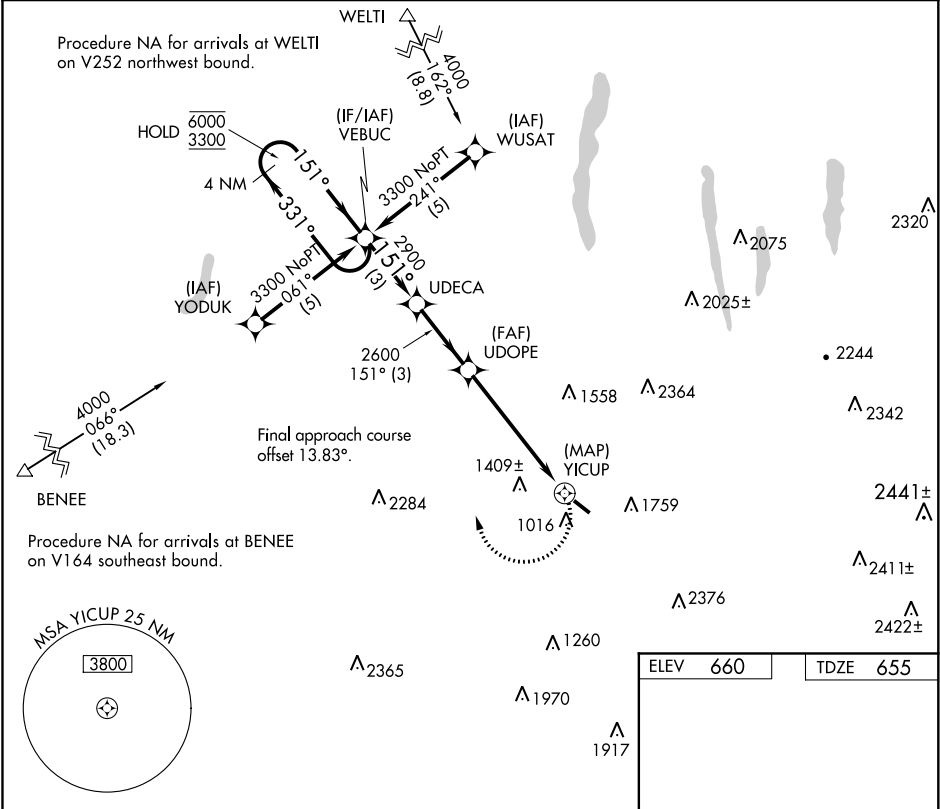 WELTI
Procedure NA for arrivals at WELTI
on V252 northwest bound.
4000
162°
(8.8)
HOLD 6000
3300
(IF/IAF)
VEBUC
(IAF)
WUSAT
4 NM
151°
331°
3300 NoPT
241°
(5)
2320
2075
2900
151°
(3)
(IAF)
YODUK
3300 NoPT
061°
(5)
UDECA
2025±
(FAF)
UDOPE
2600
151° (3)
2244
1558
2364
2342
4000
066°
(18.3)
BENEE
Final approach course
offset 13.83°.
(MAP)
YICUP
1409±
2284
1016
1759
2441±
Procedure NA for arrivals at BENEE
on V164 southeast bound.
2411±
2376
2422±
MSA YICUP 25 NM
3800
1260
2365
1970
1917
ELEV 660
TDZE 655